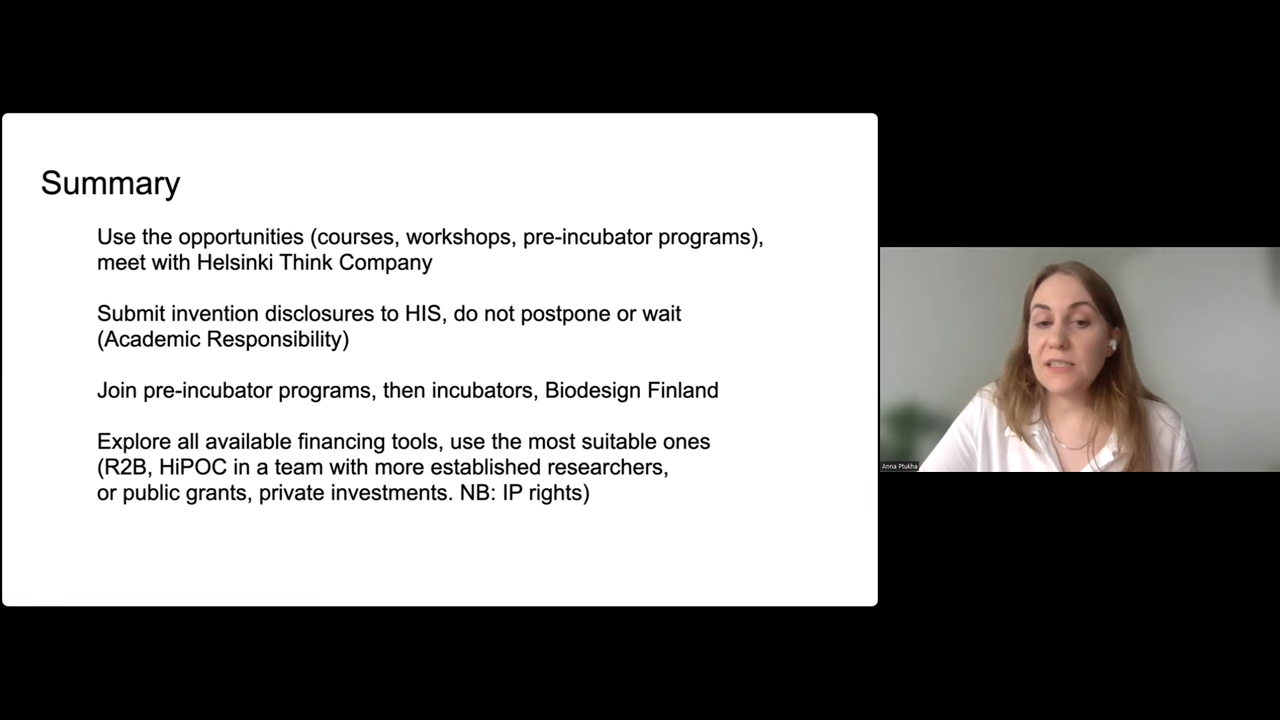 Summary
Use the opportunities (courses, workshops, pre-incubator programs),
meet with Helsinki Think Company
Submit invention disclosures to HIS, do not postpone or wait
(Academic Responsibility)
Join pre-incubator programs, then incubators, Biodesign Finland
Explore all available financing tools, use the most suitable ones
(R2B, HiPOC in a team with more established researchers,
or public grants, private investments. NB: IP rights)
Anna Ptukha